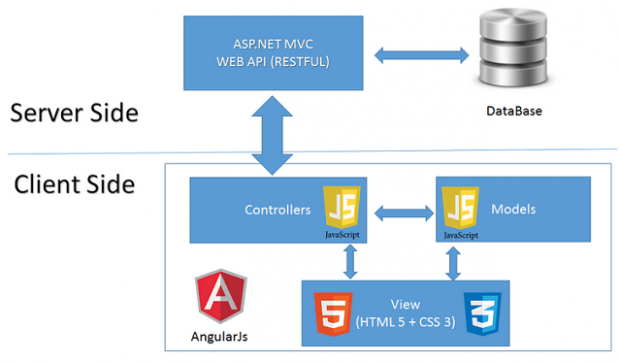 ASP.NET MVC
WEB API (RESTFUL)
DataBase
Server Side
Client Side
Controllers
JS
JavaScript
JS
JavaScript
Models
A
AngularJs
5
View
(HTML 5 + CSS 3)
3